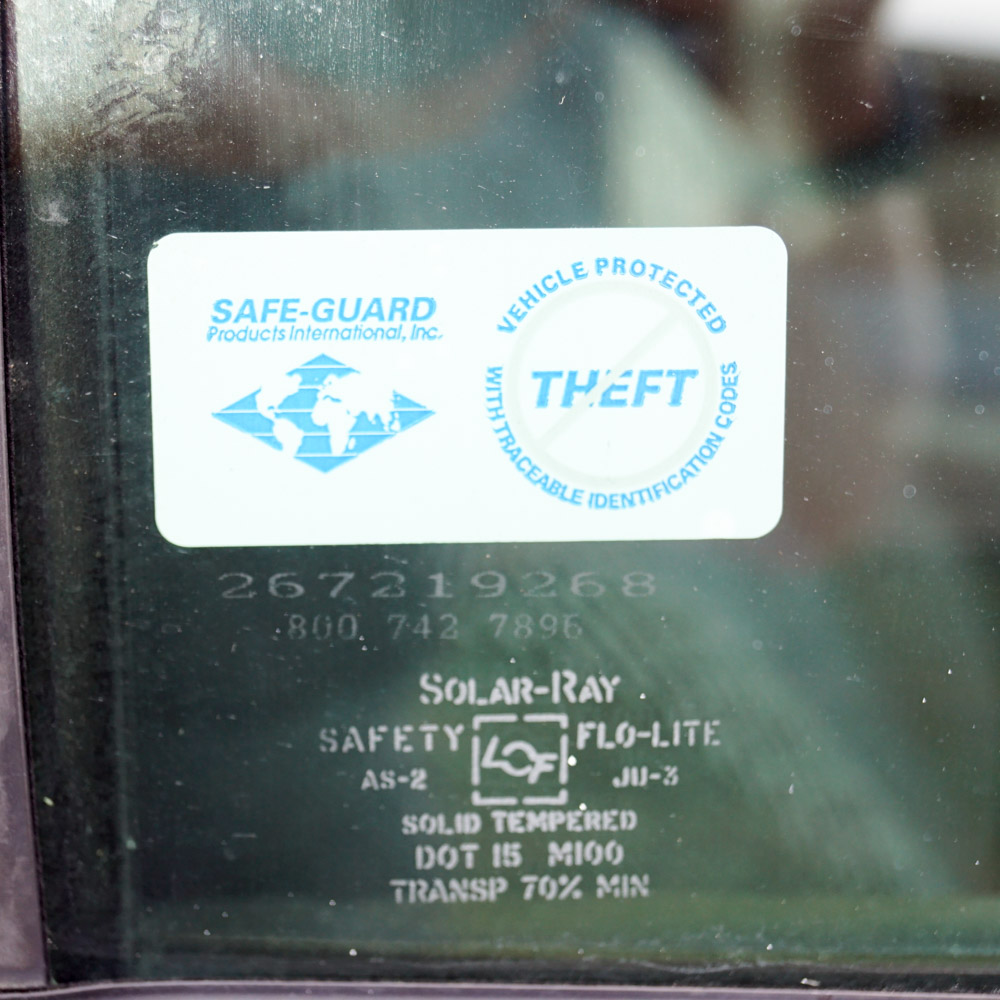 SAFE-GUARD
Products International, Inc.
VEHICLE PROTECTED
THEFT
WITH TRACEABLE IDENTIFICATION CODES
267219268
800 742 7896
SOLAR-RAY
SAFETY LOF FLO-LITE
AS-2 JU-3
SOLID TEMPERED
DOT 15 M100
TRANSP 70% MIN